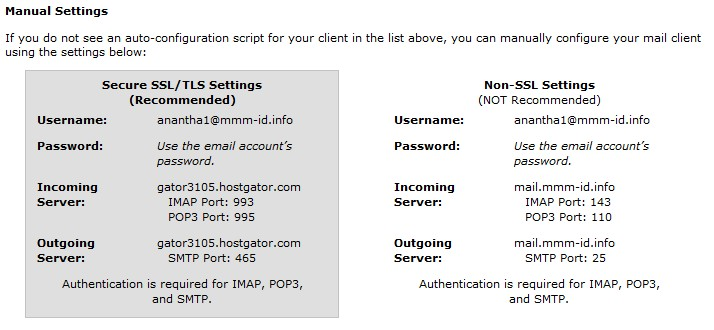 Manual Settings
If you do not see an auto-configuration script for your client in the list above, you can manually configure your mail client
using the settings below:
Secure SSL/TLS Settings
(Recommended)
Username: anantha1@mmm-id.info
Password: Use the email account's
password.
Incoming gator3105.hostgator.com
Server: IMAP Port: 993
POP3 Port: 995
Outgoing gator3105.hostgator.com
Server: SMTP Port: 465
Authentication is required for IMAP, POP3,
and SMTP.
Non-SSL Settings
(NOT Recommended)
Username: anantha1@mmm-id.info
Password: Use the email account's
password.
Incoming mail.mmm-id.info
Server: IMAP Port: 143
POP3 Port: 110
Outgoing mail.mmm-id.info
Server: SMTP Port: 25
Authentication is required for IMAP, POP3,
and SMTP.